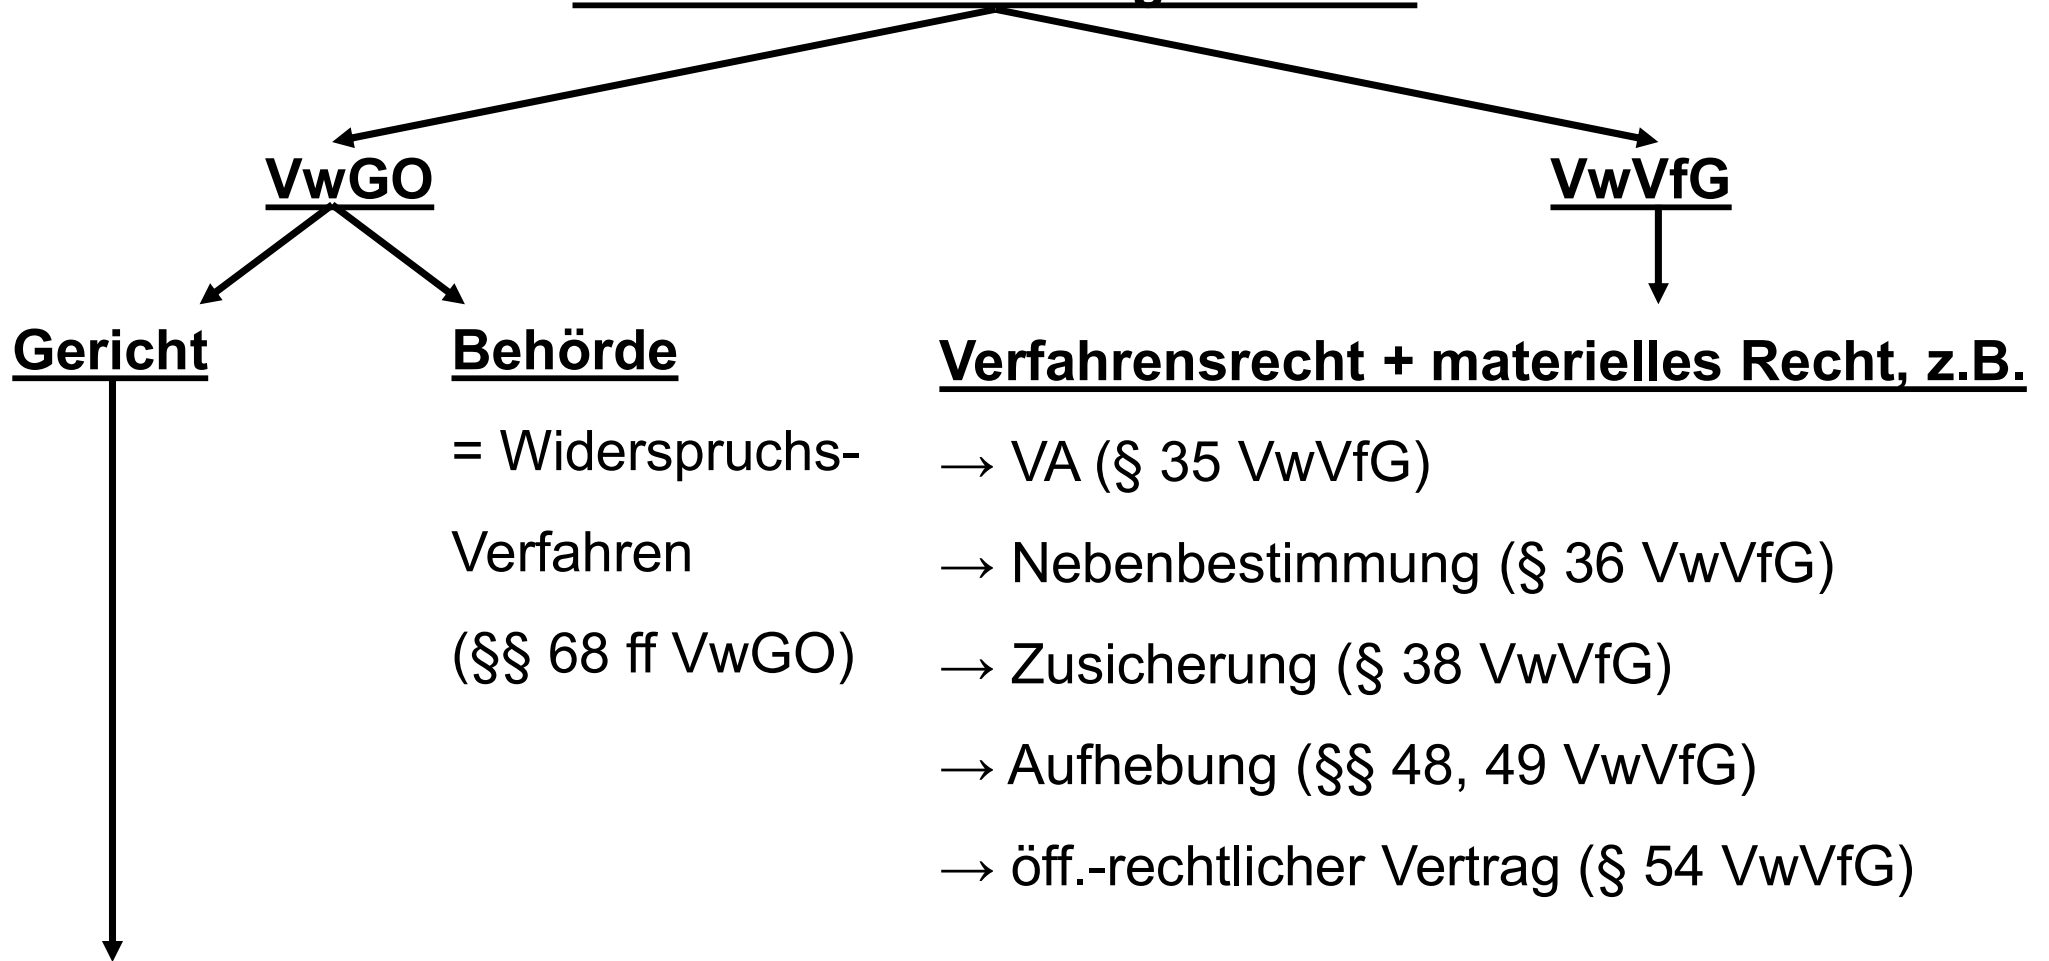 VwGO
VwVfG
Gericht
Behörde
= Widerspruchs-
Verfahren
(§§ 68 ff VwGO)
Verfahrensrecht + materielles Recht, z.B.
→ VA (§ 35 VwVfG)
→ Nebenbestimmung (§ 36 VwVfG)
→ Zusicherung (§ 38 VwVfG)
→ Aufhebung (§§ 48, 49 VwVfG)
→ öff.-rechtlicher Vertrag (§ 54 VwVfG)